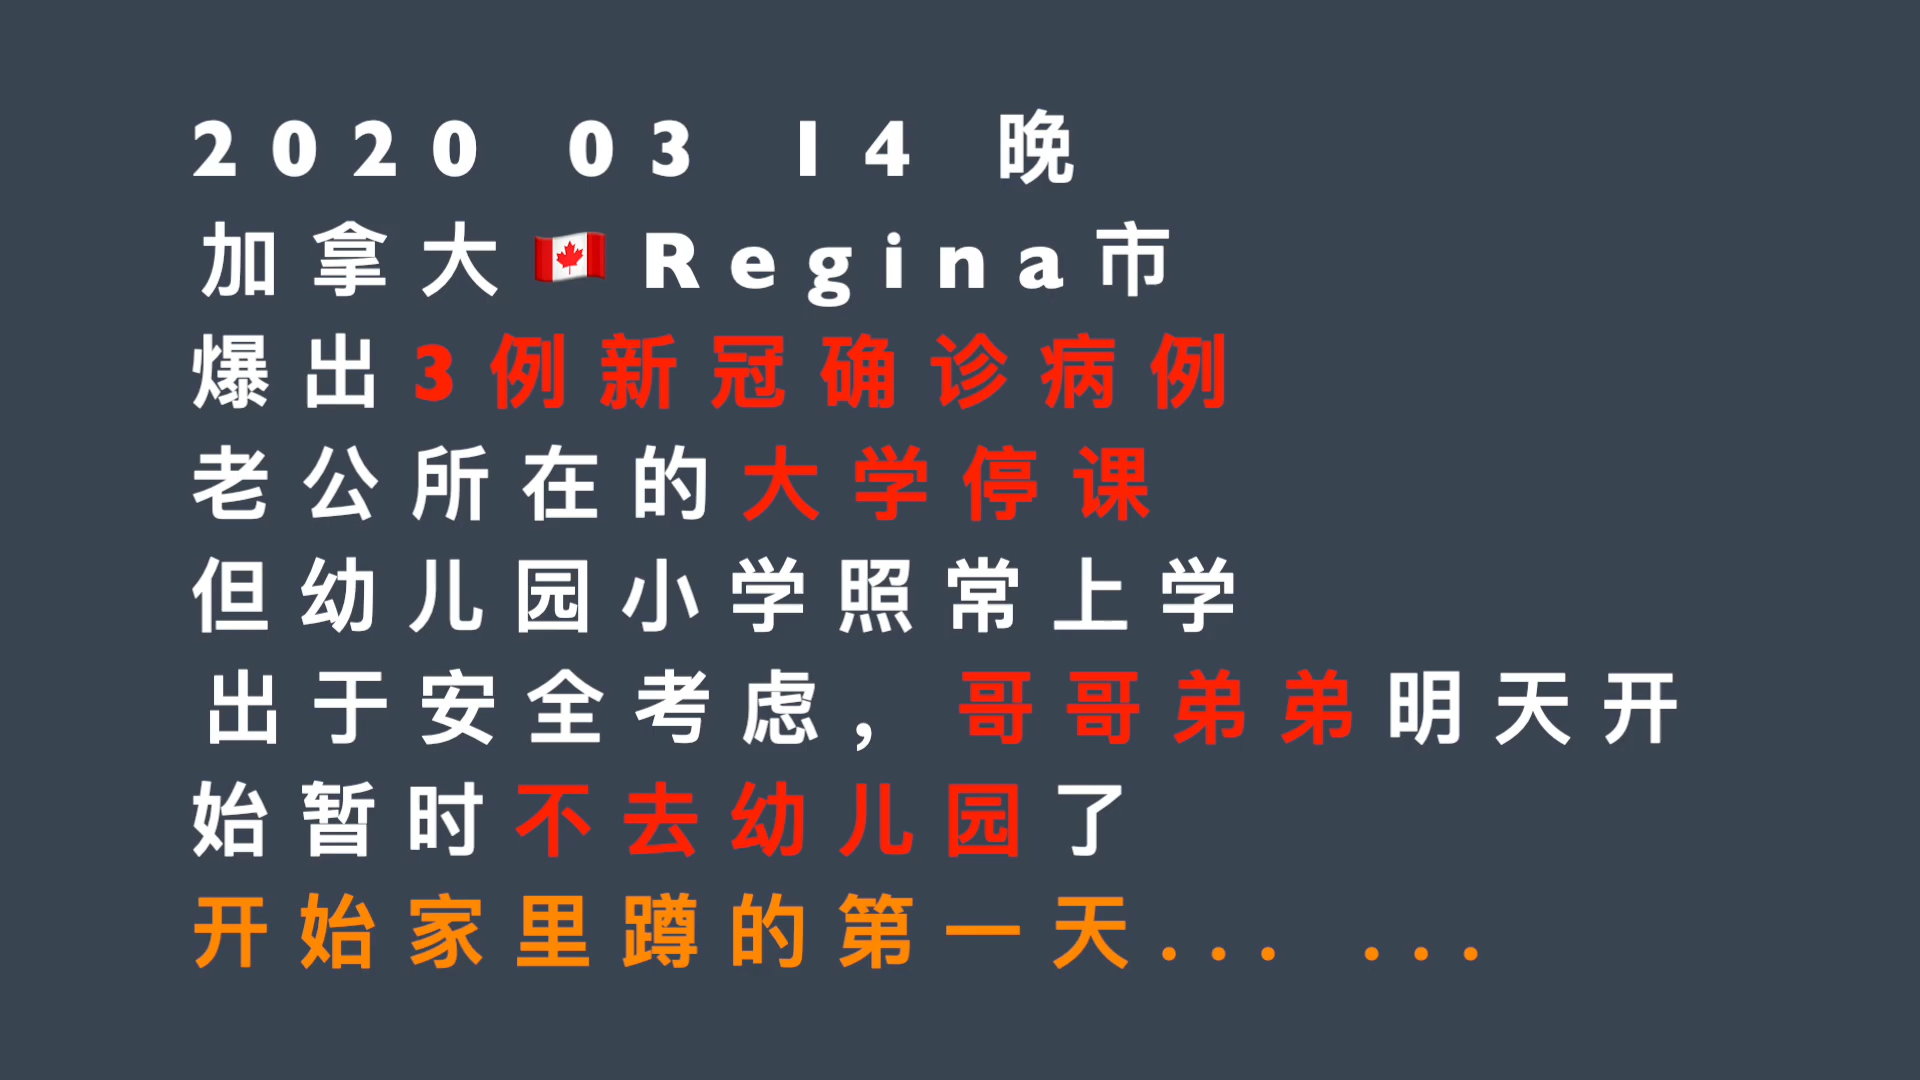 2020 03 14 晚
加拿大🇨🇦Regina市
爆出3例新冠确诊病例
老公所在的大学停课
但幼儿园小学照常上学
出于安全考虑，哥哥弟弟明天开
始暂时不去幼儿园了
开始家里蹲的第一天... ...